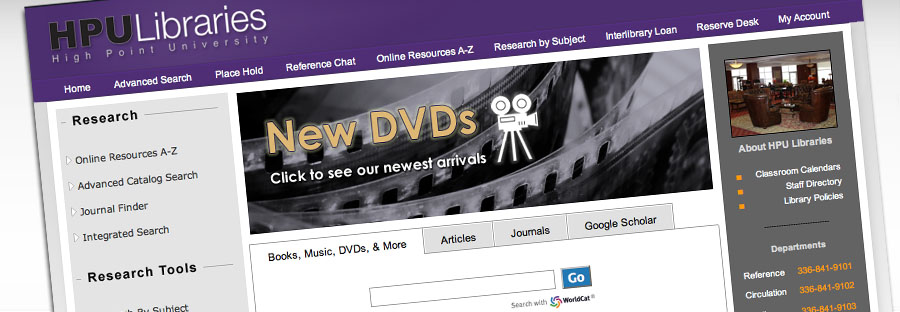 HPU Libraries
High Point University
Home Advanced Search Place Hold Reference Chat Online Resources A-Z Research by Subject Interlibrary Loan Reserve Desk My Account
Research
Online Resources A-Z
Advanced Catalog Search
Journal Finder
Integrated Search
Research Tools
By Subject
New DVDs
Click to see our newest arrivals
Books, Music, DVDs, & More Articles Journals Google Scholar
Go
Search with WorldCat®
About HPU Libraries
Classroom Calendars
Staff Directory
Library Policies
Departments
Reference 336-841-9101
Circulation 336-841-9102
336-841-9103